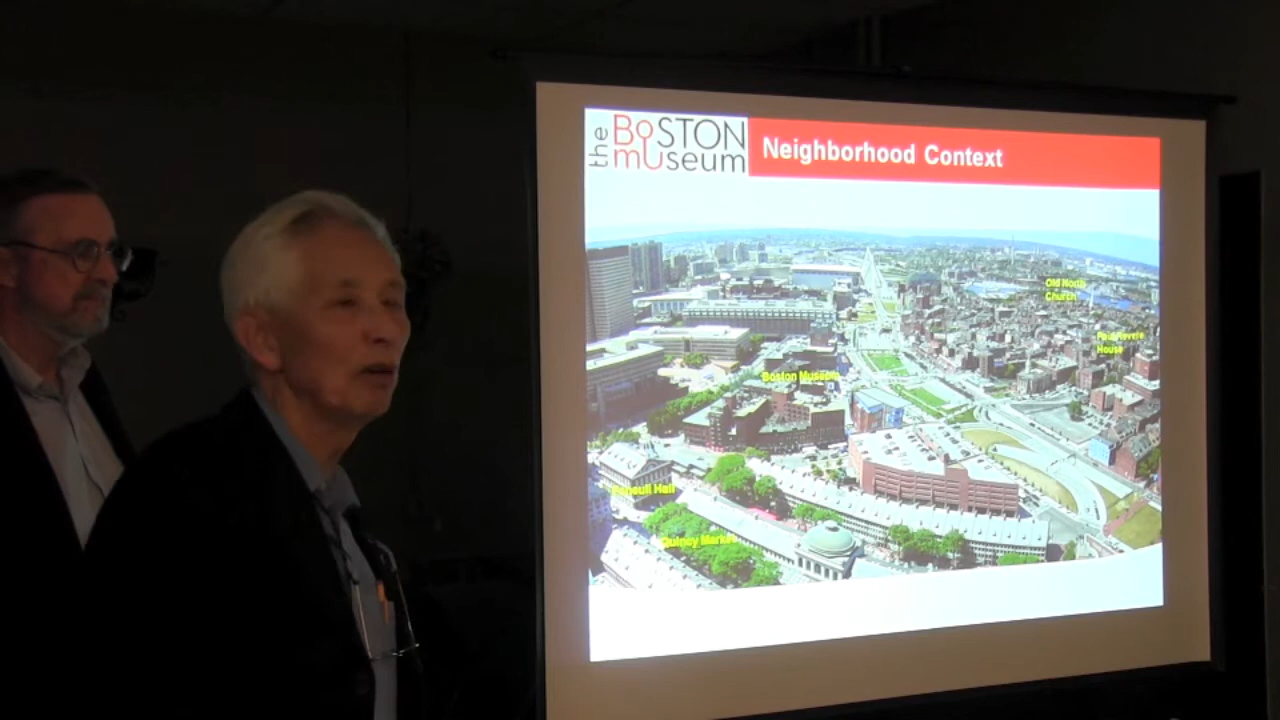 the BoSTON
museum
Neighborhood Context
Old North
Church
Paul Revere
House
Boston Museum
Faneuil Hall
Quincy Market